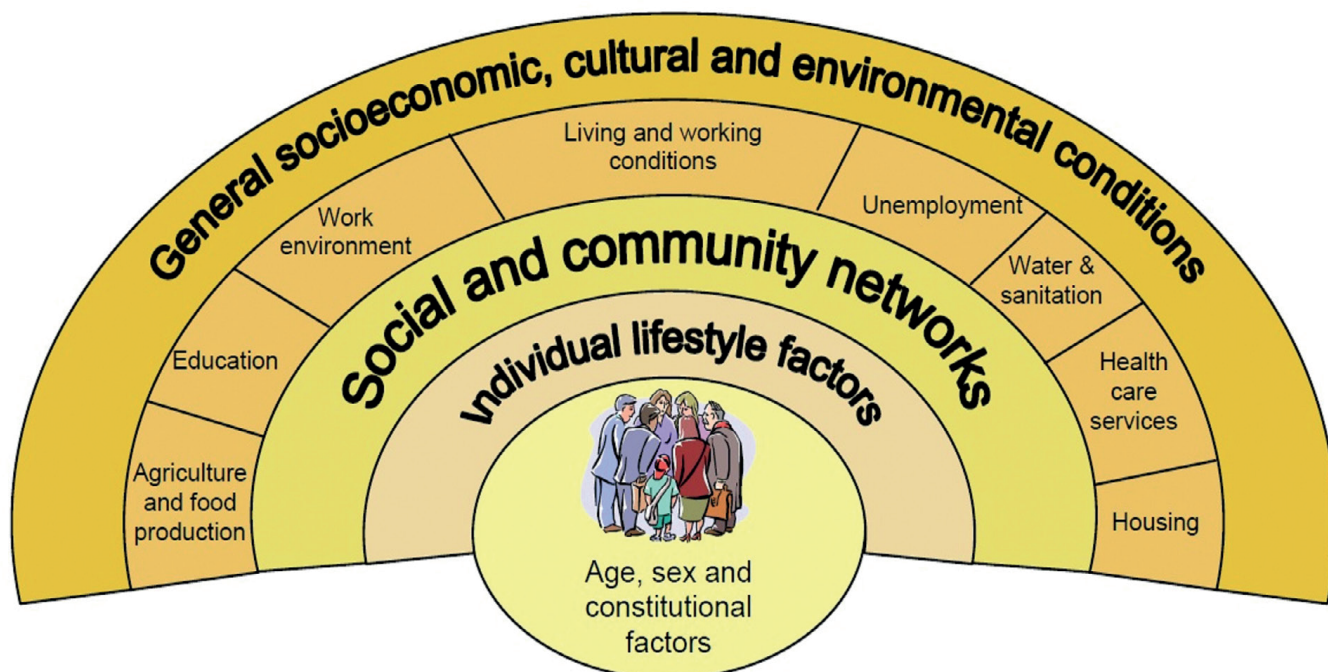 General socioeconomic, cultural and environmental conditions
Living and working
conditions
Work
environment
Unemployment
Education
Water &
sanitation
Agriculture
and food
production
Health
care
services
Housing
Social and community networks
Individual lifestyle factors
Age, sex and
constitutional
factors